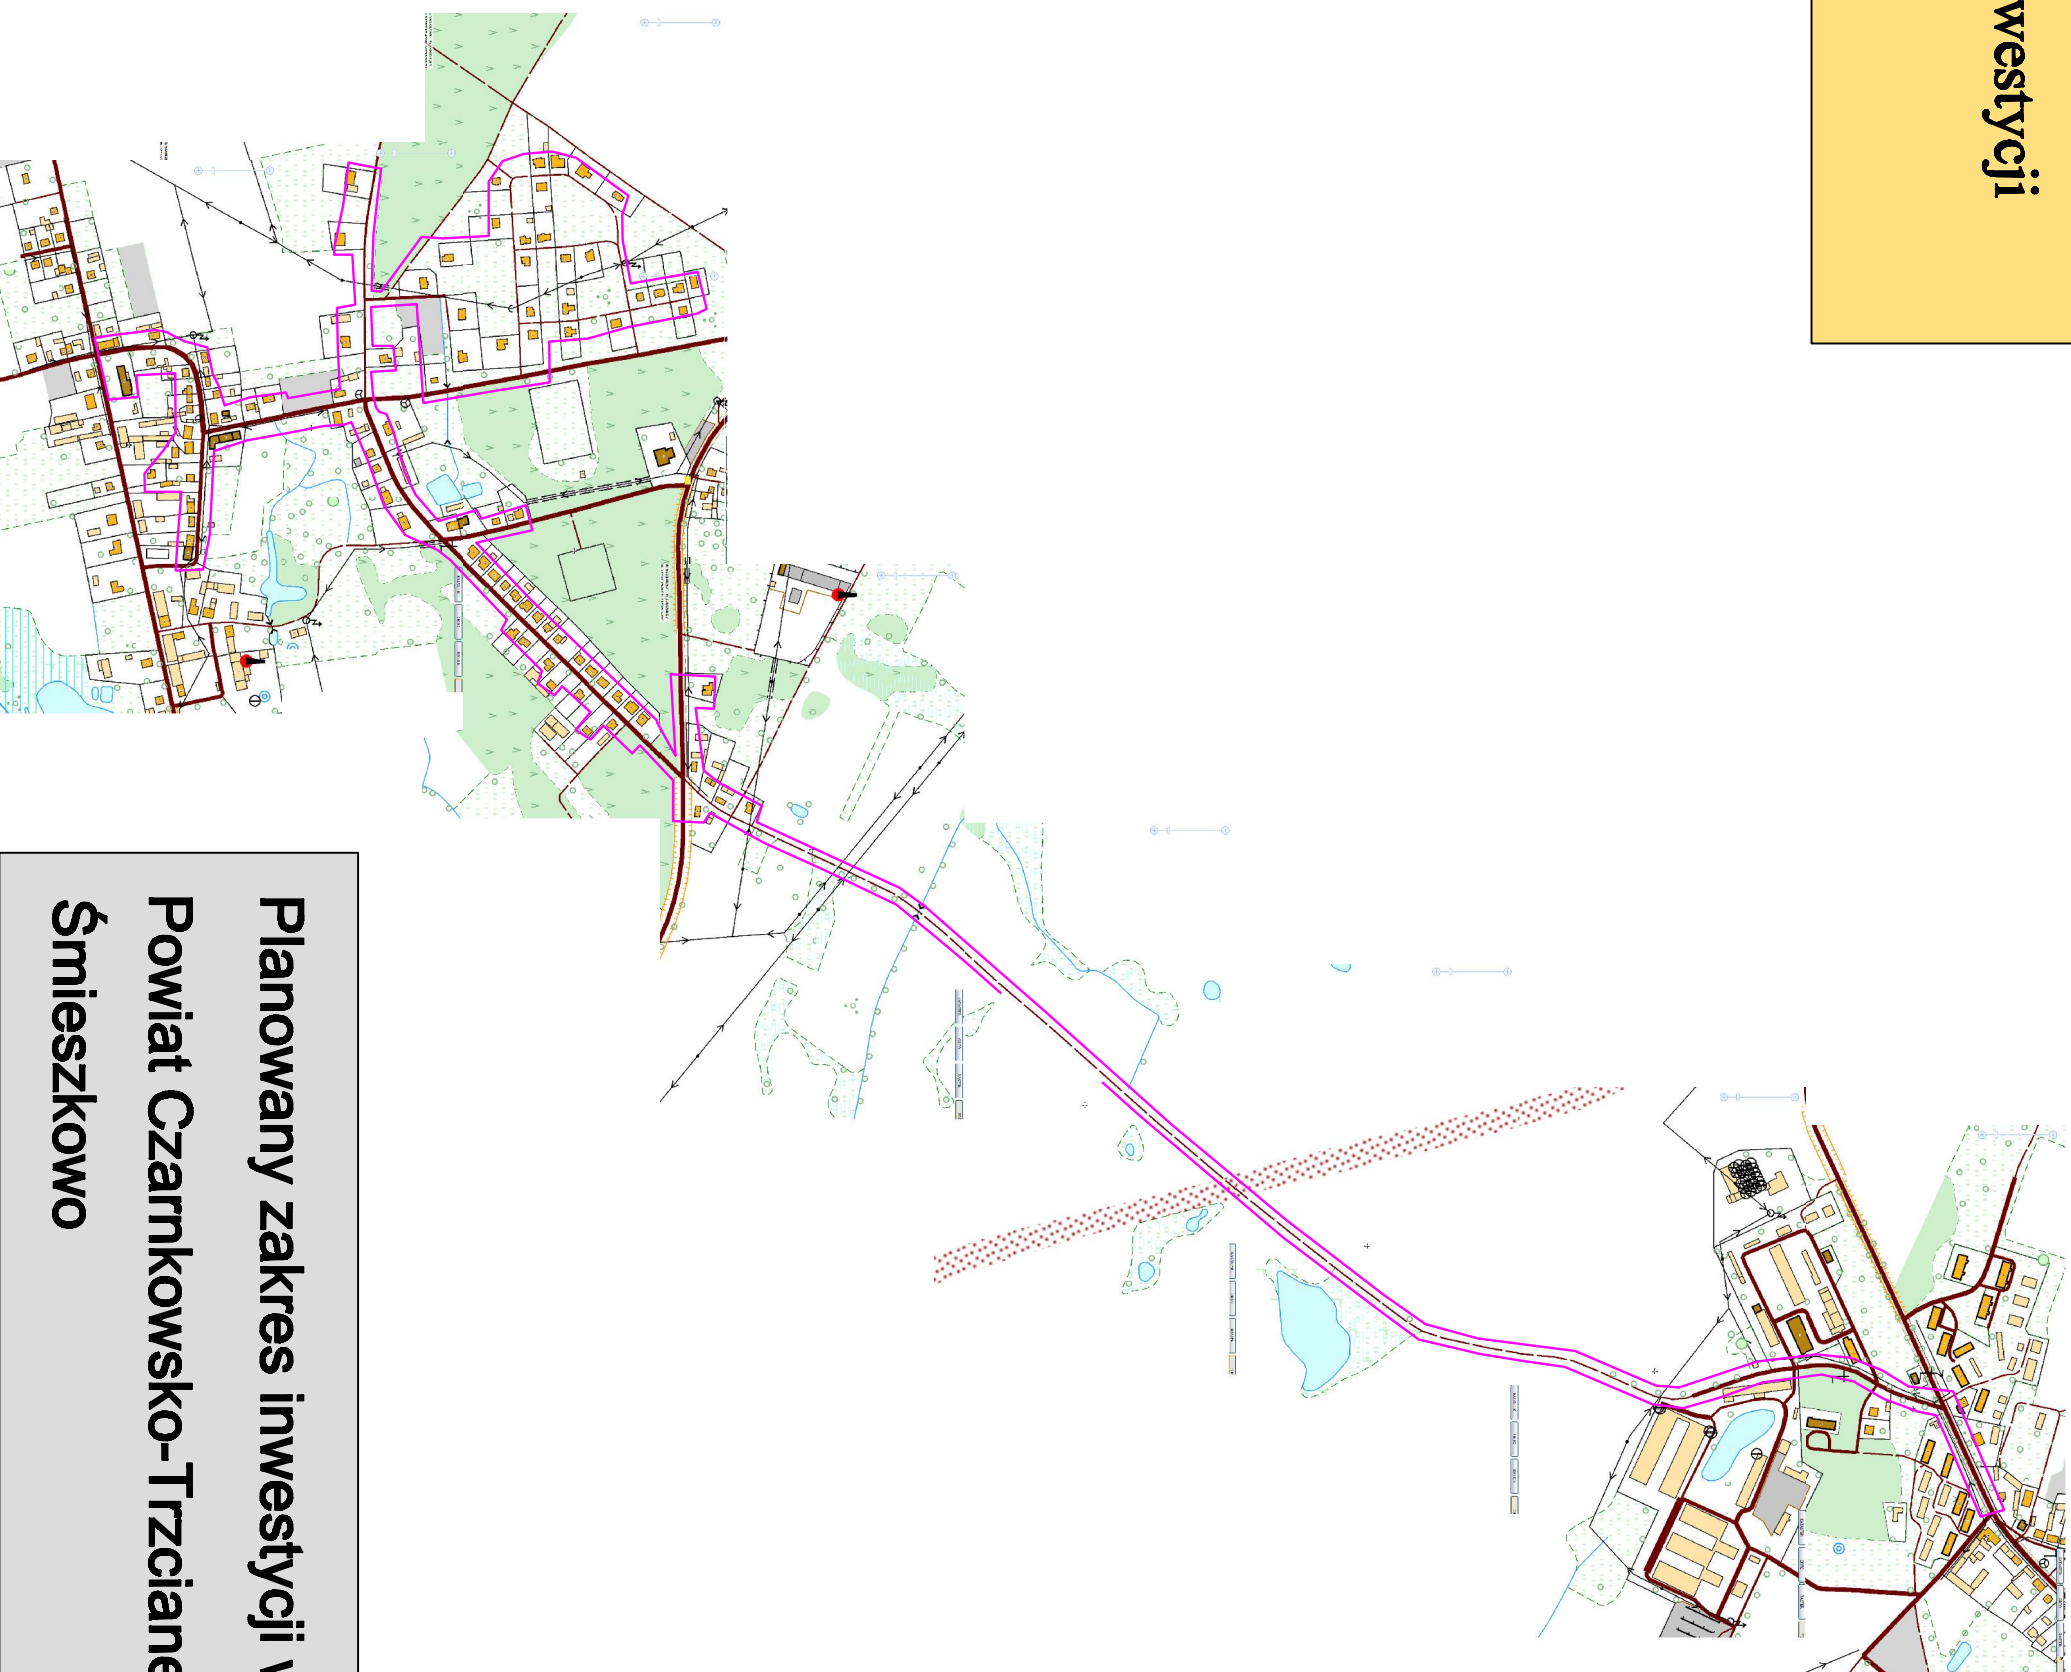 westycji
Planowany zakres inwestycji
Powiat Czarnkowsko-Trzciane
Śmieszkowo